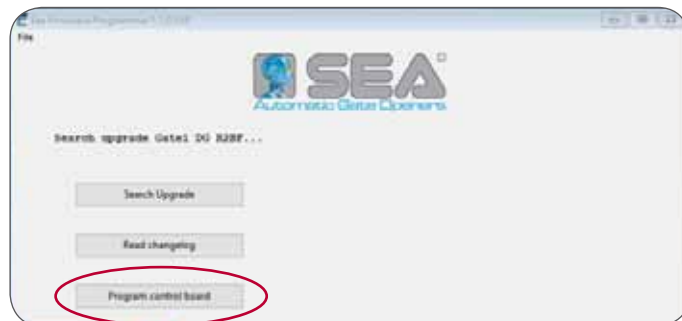 File
SEA
Automatic Gate Openers
Search upgrade Gate1 DG R2BF...
Search Upgrade
Read changelog
Program control board